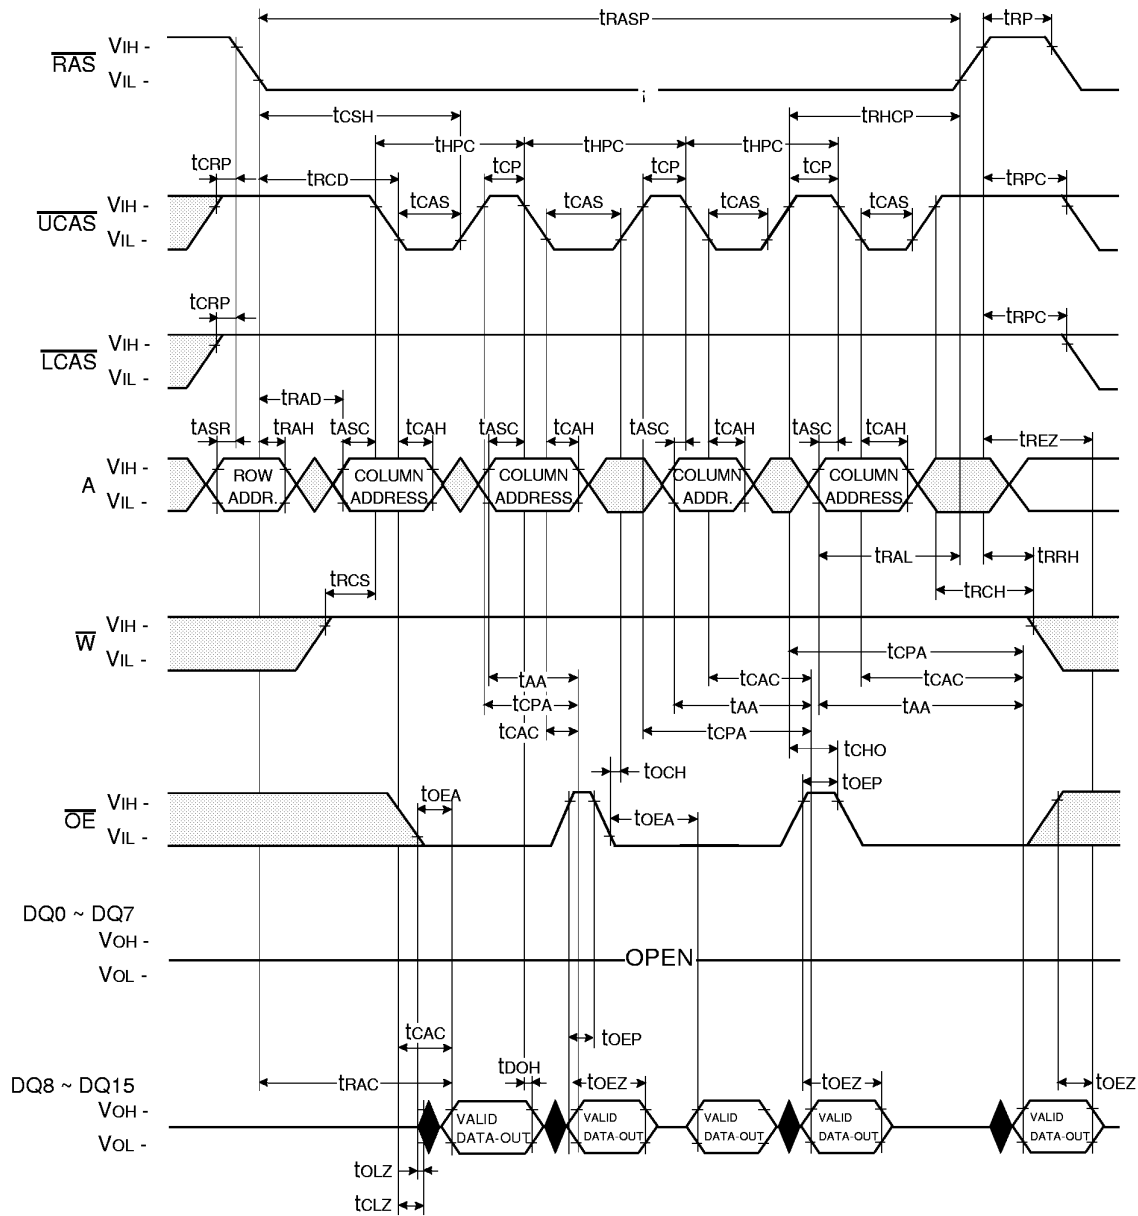 tRASP tRP
RAS VIH -
VIL -
tCSH tRHCP
tHPC tHPC tHPC
tCRP tRCD tCP tCP tCP tRPC
UCAS VIH -
VIL -
tCAS tCAS tCAS tCAS
tCRP tRPC
LCAS VIH -
VIL -
tRAD
tASR tRAH tASC tCAH tASC tCAH tASC tCAH tASC tCAH tREZ
A VIH -
VIL -
ROW ADDR. COLUMN ADDRESS COLUMN ADDRESS COLUMN ADDR. COLUMN ADDRESS
tRAL tRRH
tRCS tRCH
W VIH -
VIL -
tCPA
tAA tCAC tCAC
tCPA tAA tAA
tCAC tCPA
tCHO
tOCH tOEP
OE VIH -
VIL -
tOEA tOEA
DQ0 ~ DQ7
VOH -
VOL -
OPEN
tCAC tOEP
tDOH
DQ8 ~ DQ15
tRAC tOEZ tOEZ tOEZ
VOH -
VOL -
VALID DATA-OUT VALID DATA-OUT VALID DATA-OUT VALID DATA-OUT VALID DATA-OUT
tOLZ
tCLZ